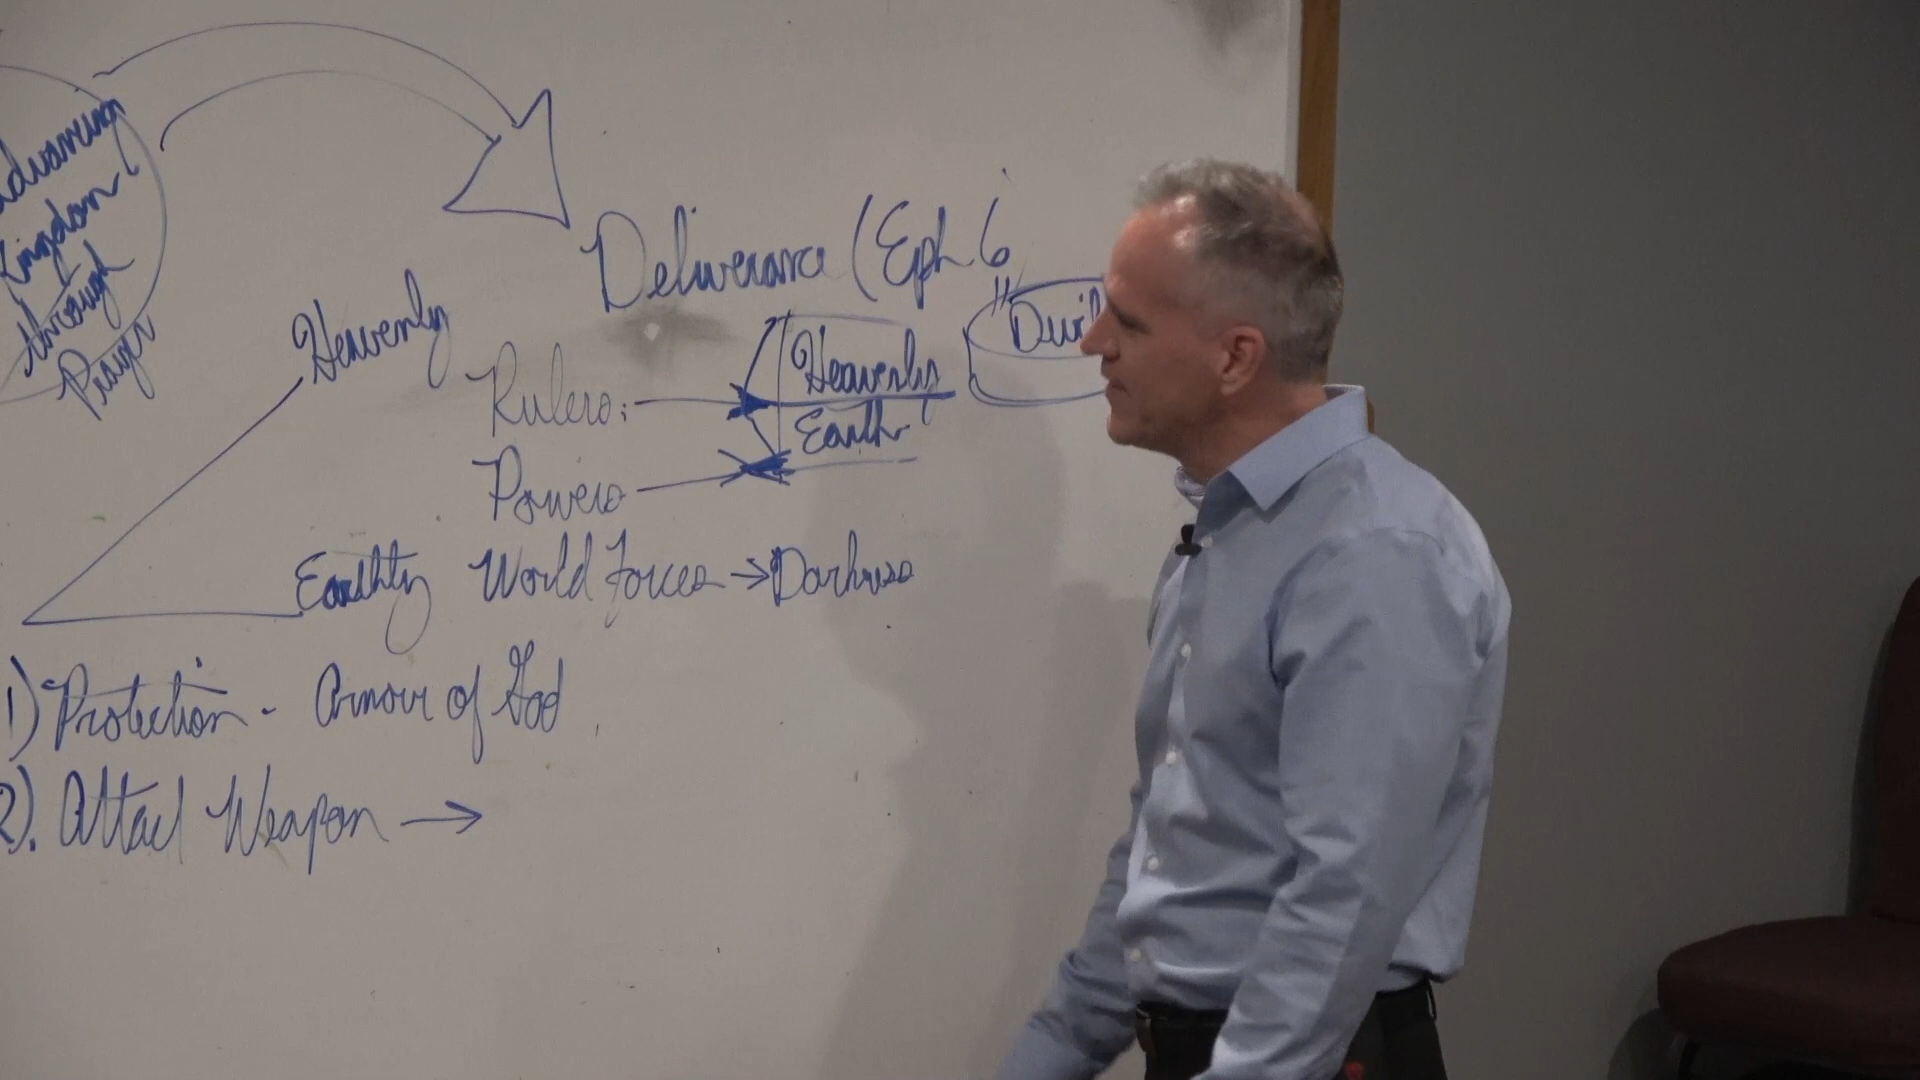 advancing
Kingdom
through
Prayer
Deliverance (Eph 6
Heavenly
"Devil
Heavenly
Rulers:
Earth
Powers
Earthly World Forces → Darkness
1) Protection - Armour of God
2). Attack Weapon →